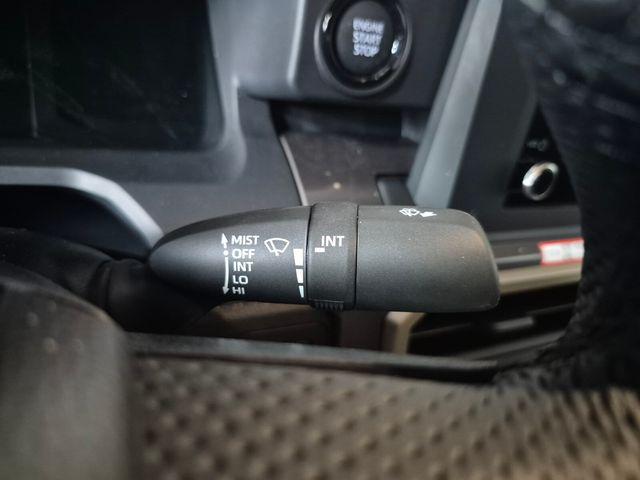 ENGINE
START
STOP
MIST
OFF
INT
LO
HI
INT